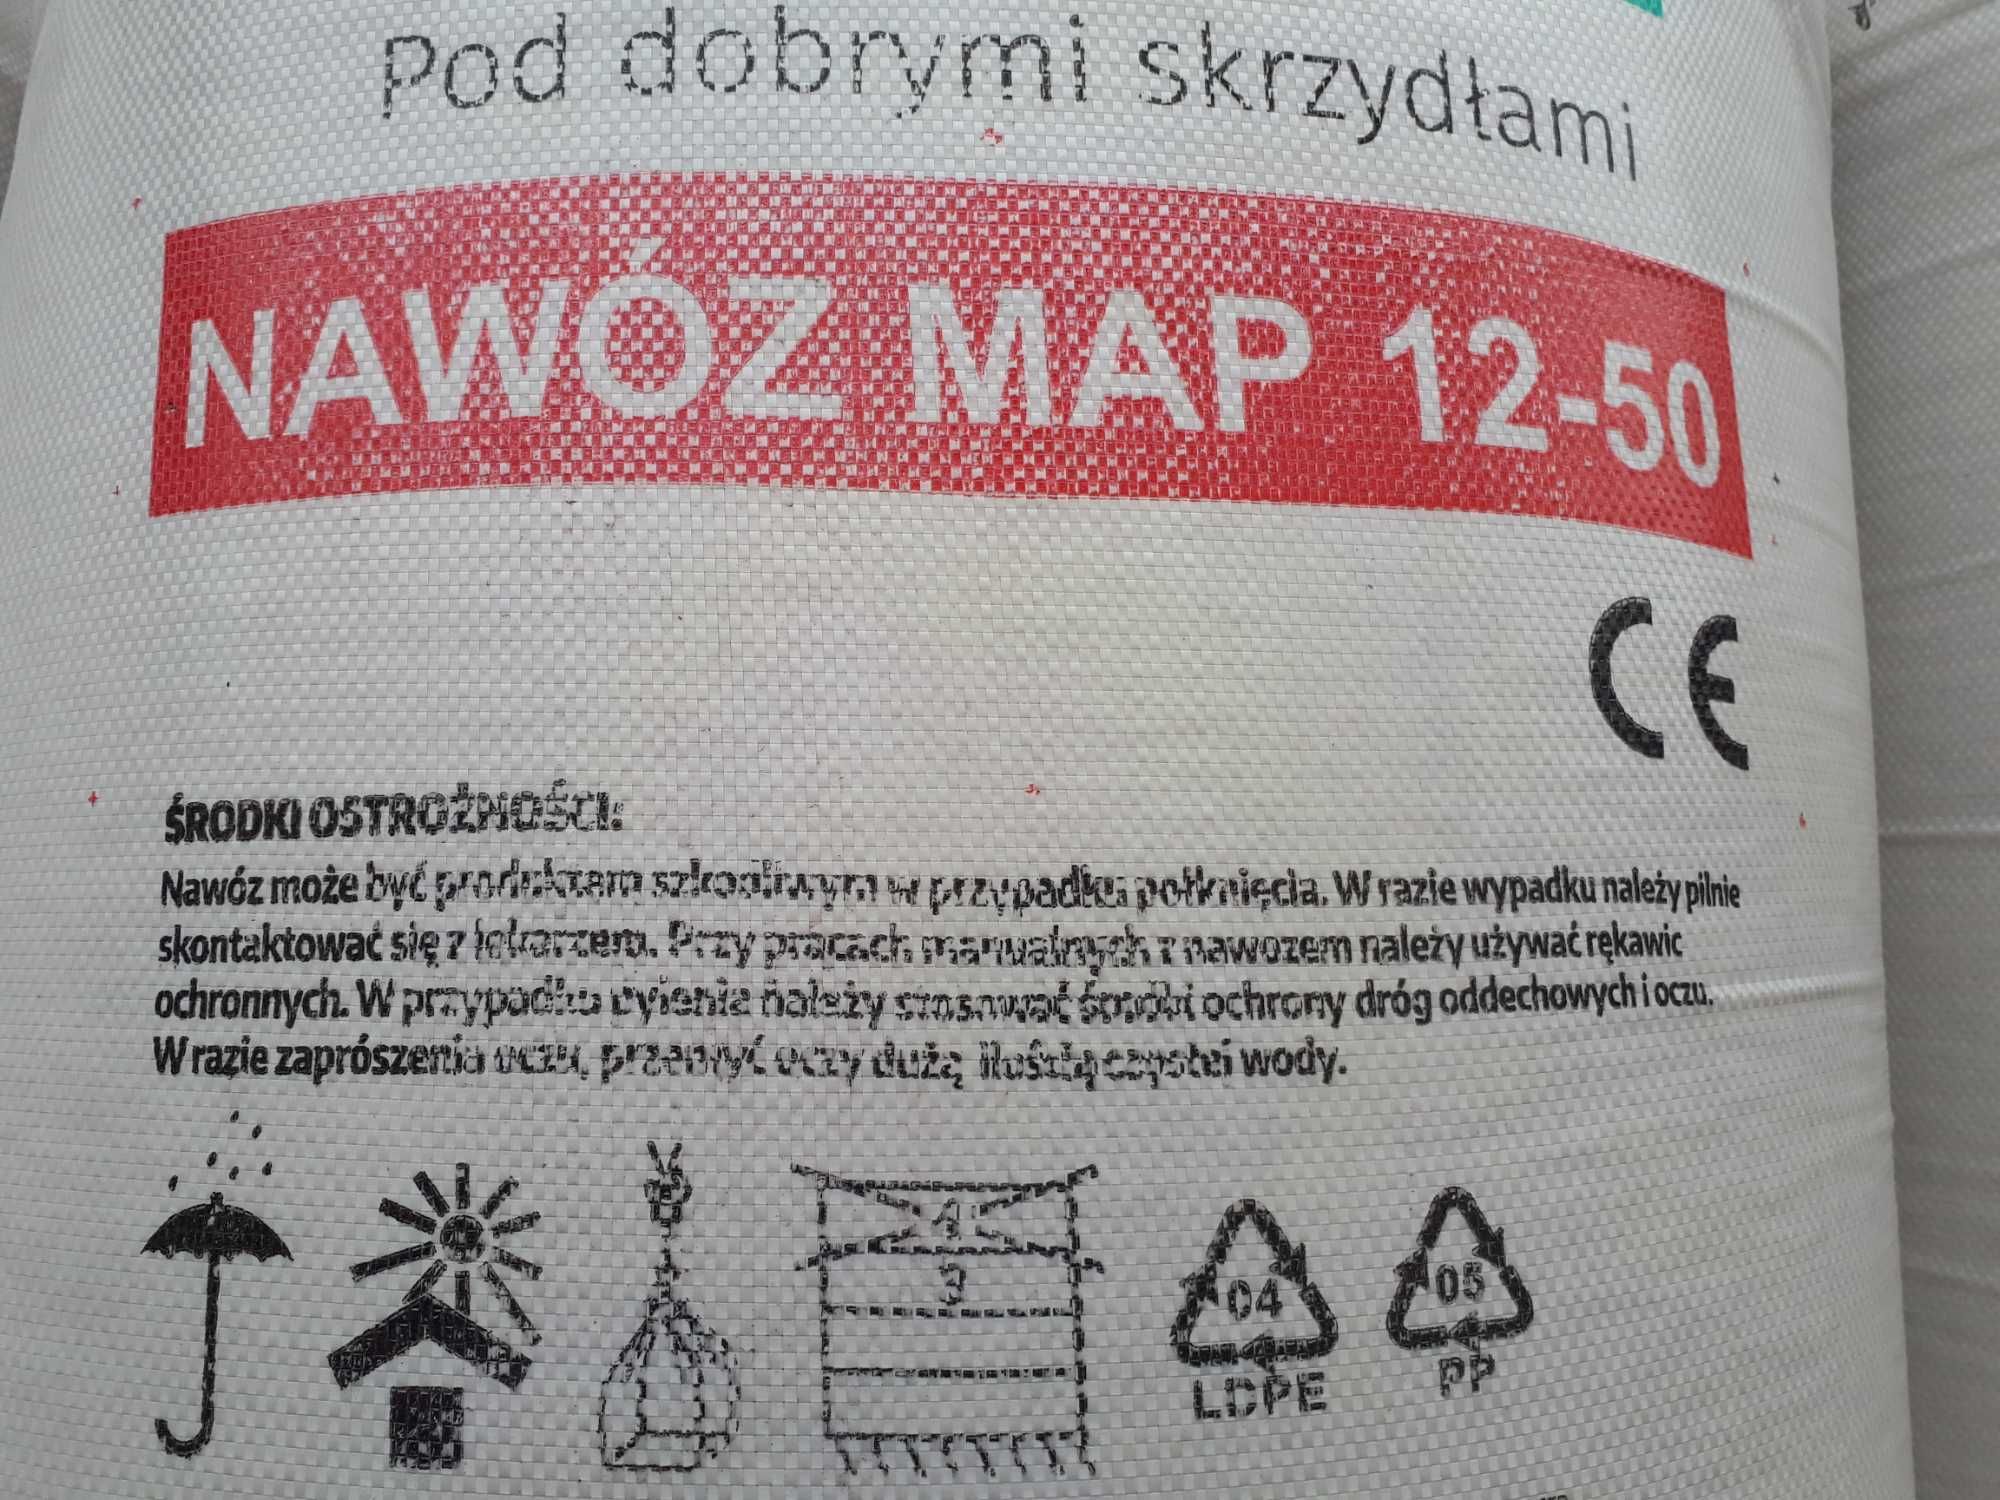 Pod dobrymi skrzydłami
NAWÓZ MAP 12-50
CE
ŚRODKI OSTROŻNOŚCI:
Nawóz może być produktem szkodliwym w przypadku połknięcia. W razie wypadku należy pilnie
skontaktować się z lekarzem. Przy pracach manualnych z nawozem należy używać rękawic
ochronnych. W przypadku pylenia należy stosować środki ochrony dróg oddechowych i oczu.
W razie zaprószenia oczu, przemyć oczy dużą ilością czystej wody.
3
04
LDPE
05
PP